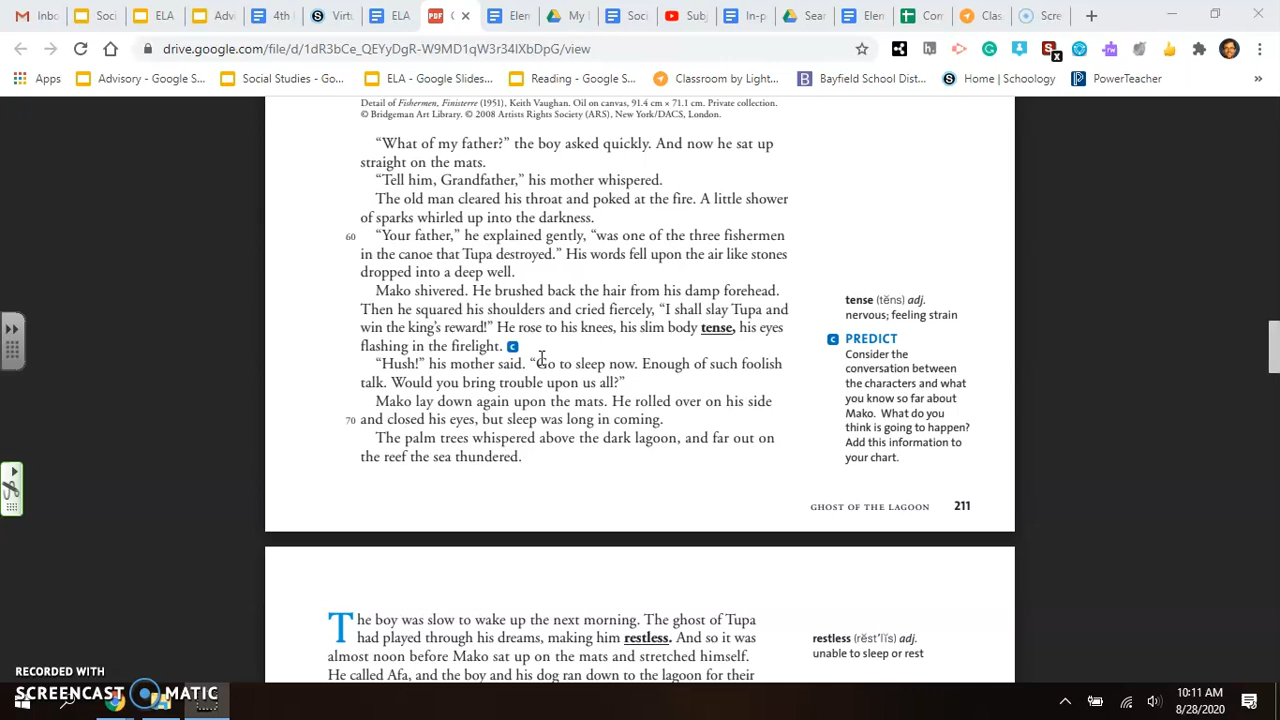 Inbo
Soci
ELA
Advi
4th
Virtu
ELA
C
Elen
My I
Soci
Subj
In-p
Sear
Elen
Con
Clas
Scre
drive.google.com/file/d/1dR3bCe_QEYyDgR-W9MD1qW3r34IXbDpG/view
Apps
Advisory - Google S...
Social Studies - Go...
ELA - Google Slides...
Reading - Google S...
Classroom by Light...
Bayfield School Dist...
Home | Schoology
PowerTeacher
Detail of Fishermen, Finisterre (1951), Keith Vaughan. Oil on canvas, 91.4 cm × 71.1 cm. Private collection.
© Bridgeman Art Library. © 2008 Artists Rights Society (ARS), New York/DACS, London.
“What of my father?” the boy asked quickly. And now he sat up
straight on the mats.
“Tell him, Grandfather,” his mother whispered.
The old man cleared his throat and poked at the fire. A little shower
of sparks whirled up into the darkness.
60 “Your father,” he explained gently, “was one of the three fishermen
in the canoe that Tupa destroyed.” His words fell upon the air like stones
dropped into a deep well.
Mako shivered. He brushed back the hair from his damp forehead.
Then he squared his shoulders and cried fiercely, “I shall slay Tupa and
win the king’s reward!” He rose to his knees, his slim body tense, his eyes
flashing in the firelight. C
“Hush!” his mother said. “Go to sleep now. Enough of such foolish
talk. Would you bring trouble upon us all?”
Mako lay down again upon the mats. He rolled over on his side
70 and closed his eyes, but sleep was long in coming.
The palm trees whispered above the dark lagoon, and far out on
the reef the sea thundered.
tense (tĕns) adj.
nervous; feeling strain
C PREDICT
Consider the
conversation between
the characters and what
you know so far about
Mako. What do you
think is going to happen?
Add this information to
your chart.
GHOST OF THE LAGOON 211
The boy was slow to wake up the next morning. The ghost of Tupa
had played through his dreams, making him restless. And so it was
almost noon before Mako sat up on the mats and stretched himself.
He called Afa, and the boy and his dog ran down to the lagoon for their
restless (rĕst′lĭs) adj.
unable to sleep or rest
RECORDED WITH
SCREENCAST MATIC
10:11 AM
8/28/2020